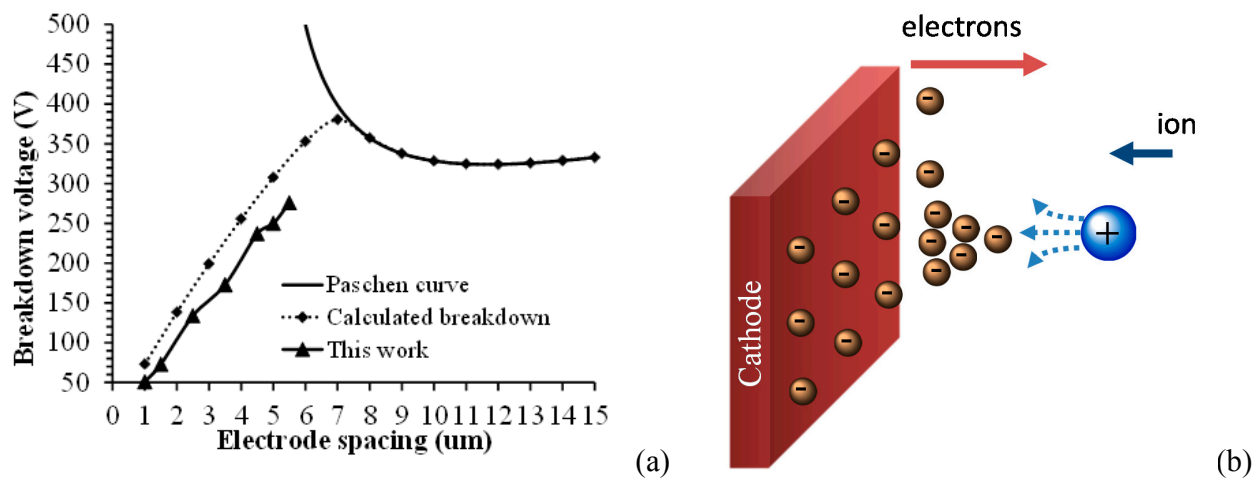 500
450
400
350
300
250
200
150
100
50
Breakdown voltage (V)
Paschen curve
Calculated breakdown
This work
0 1 2 3 4 5 6 7 8 9 10 11 12 13 14 15
Electrode spacing (um)
(a)
electrons
ion
+
- - - - - - - - - - - - - - - - - - -
Cathode
(b)